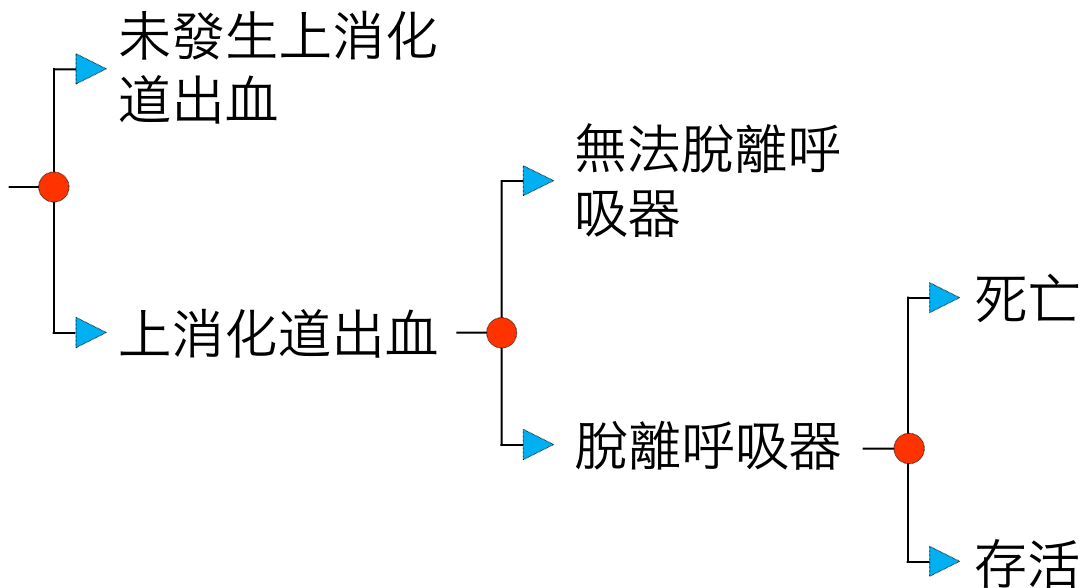 未發生上消化
道出血
無法脫離呼
吸器
上消化道出血
死亡
脫離呼吸器
存活